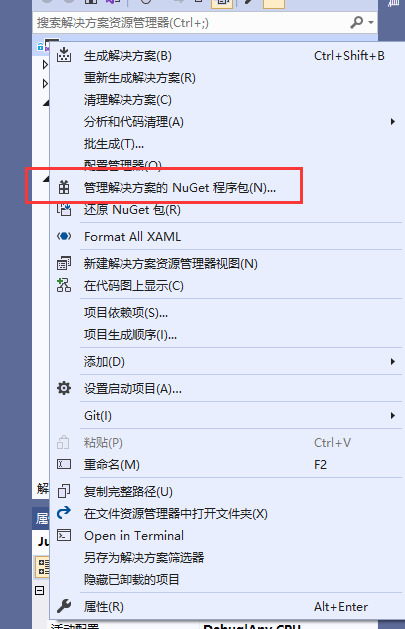 搜索解决方案资源管理器(Ctrl+;)
生成解决方案(B) Ctrl+Shift+B
重新生成解决方案(R)
清理解决方案(C)
分析和代码清理(A)
批生成(T)...
配置管理器(O)...
管理解决方案的 NuGet 程序包(N)...
还原 NuGet 包(R)
Format All XAML
新建解决方案资源管理器视图(N)
在代码图上显示(C)
项目依赖项(S)...
项目生成顺序(I)...
添加(D)
设置启动项目(A)...
Git(I)
粘贴(P) Ctrl+V
重命名(M) F2
解
复制完整路径(U)
属
在文件资源管理器中打开文件夹(X)
Ju
Open in Terminal
另存为解决方案筛选器
隐藏已卸载的项目
属性(R) Alt+Enter
活动配置 Debug|Any CPU